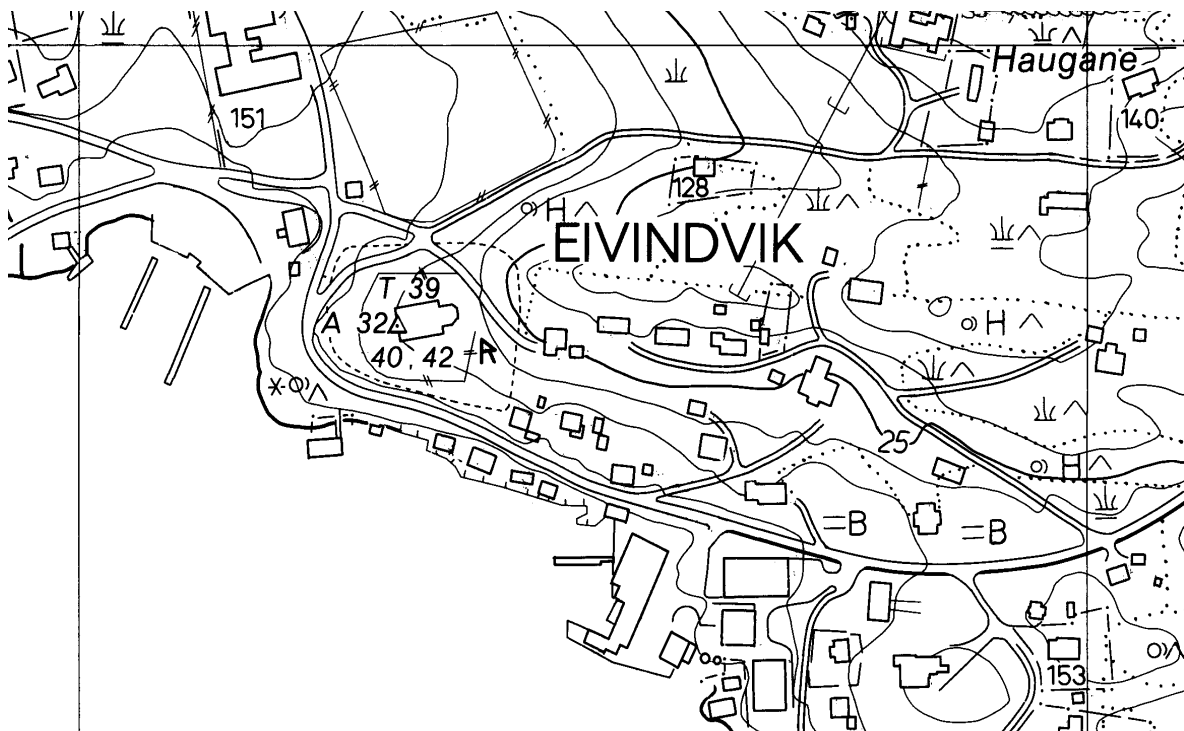 Haugane
151
140
128
H
EIVINDVIK
T 39
A 32
H
40, 42 = R
25
H
= B
= B
153